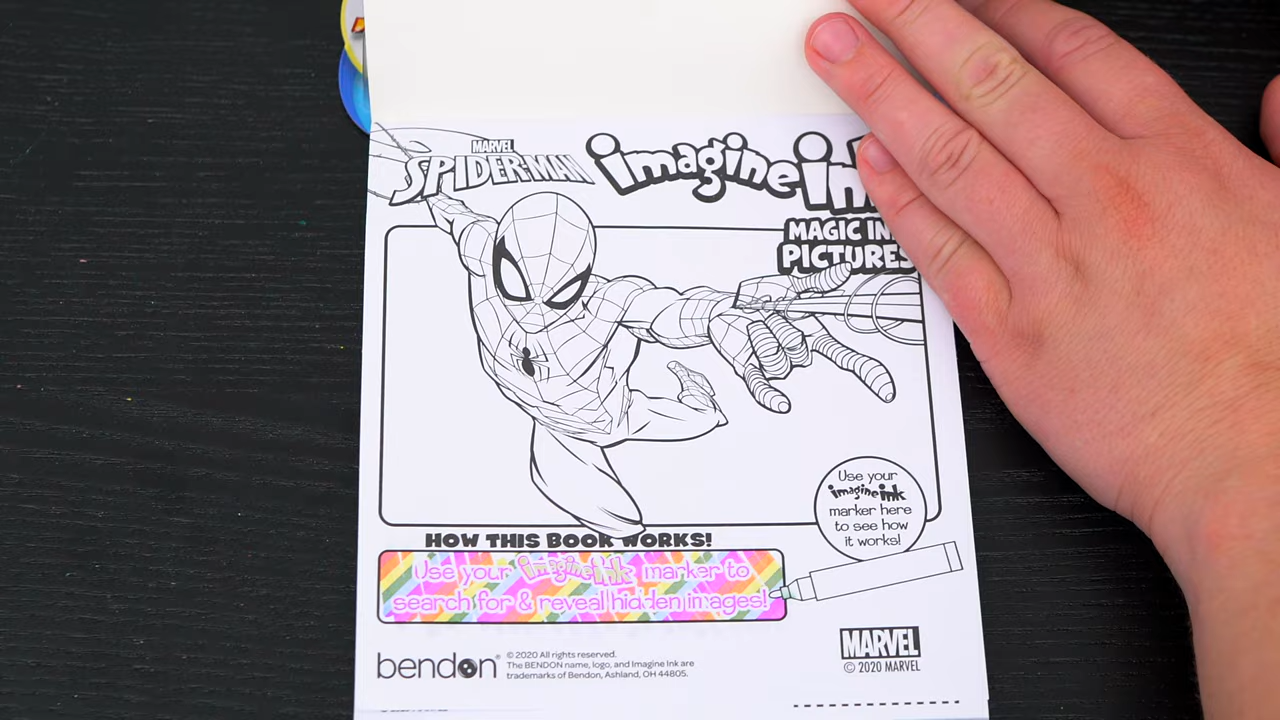 MARVEL
SPIDER-MAN
imagine
MAGIC
PICTURES
Use your
imagine ink
marker here
to see how
it works!
HOW THIS BOOK WORKS!
Use your imagine ink marker to
search for & reveal hidden images!
bendon®
© 2020 All rights reserved.
The BENDON name, logo, and Imagine Ink are
trademarks of Bendon, Ashland, OH 44805.
MARVEL
© 2020 MARVEL